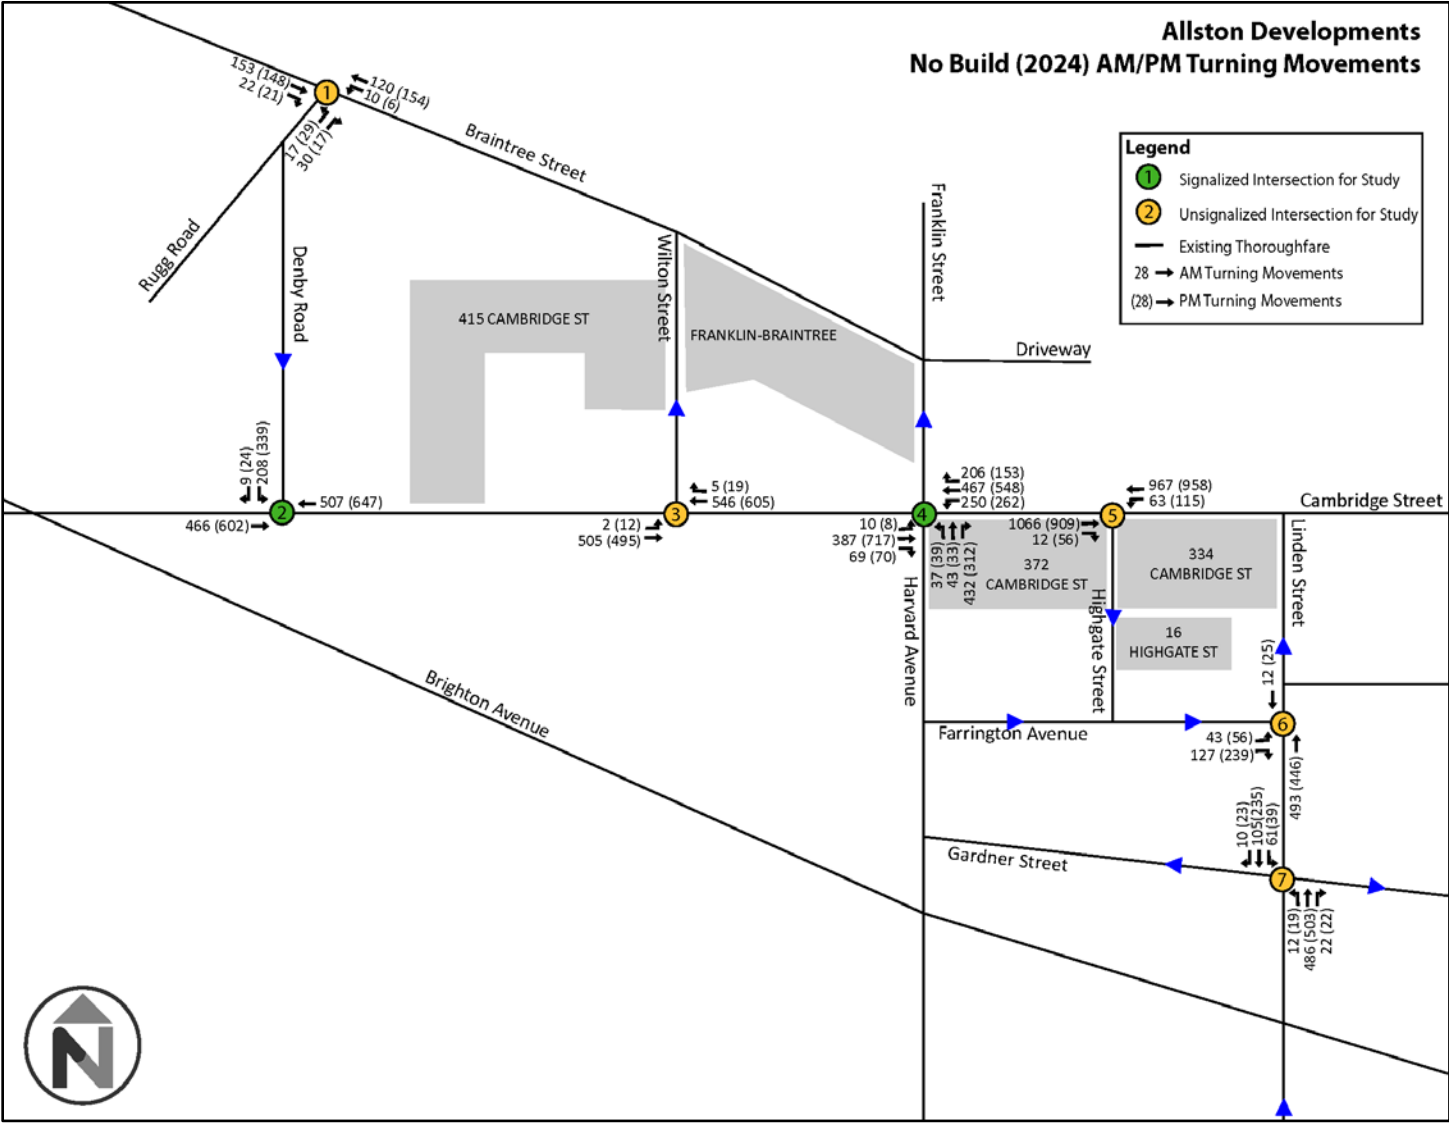 Allston Developments
No Build (2024) AM/PM Turning Movements
Legend
1 Signalized Intersection for Study
2 Unsignalized Intersection for Study
Existing Thoroughfare
28 AM Turning Movements
(28) PM Turning Movements
153 (148)
22 (21)
1
120 (154)
10 (6)
17 (29)
30 (17)
Braintree Street
Rugg Road
Denby Road
Wilton Street
Franklin Street
Driveway
415 CAMBRIDGE ST
FRANKLIN-BRAINTREE
9 (24)
208 (339)
2
507 (647)
466 (602)
3
5 (19)
546 (605)
2 (12)
505 (495)
4
206 (153)
467 (548)
250 (262)
10 (8)
387 (717)
69 (70)
37 (39)
43 (33)
432 (312)
5
967 (958)
63 (115)
1066 (909)
12 (56)
Cambridge Street
372
CAMBRIDGE ST
334
CAMBRIDGE ST
16
HIGHGATE ST
Harvard Avenue
Highgate Street
Linden Street
12 (25)
6
Farrington Avenue
43 (56)
127 (239)
493 (446)
Brighton Avenue
10 (23)
105(235)
61(39)
Gardner Street
7
12 (19)
486 (503)
22 (22)
N